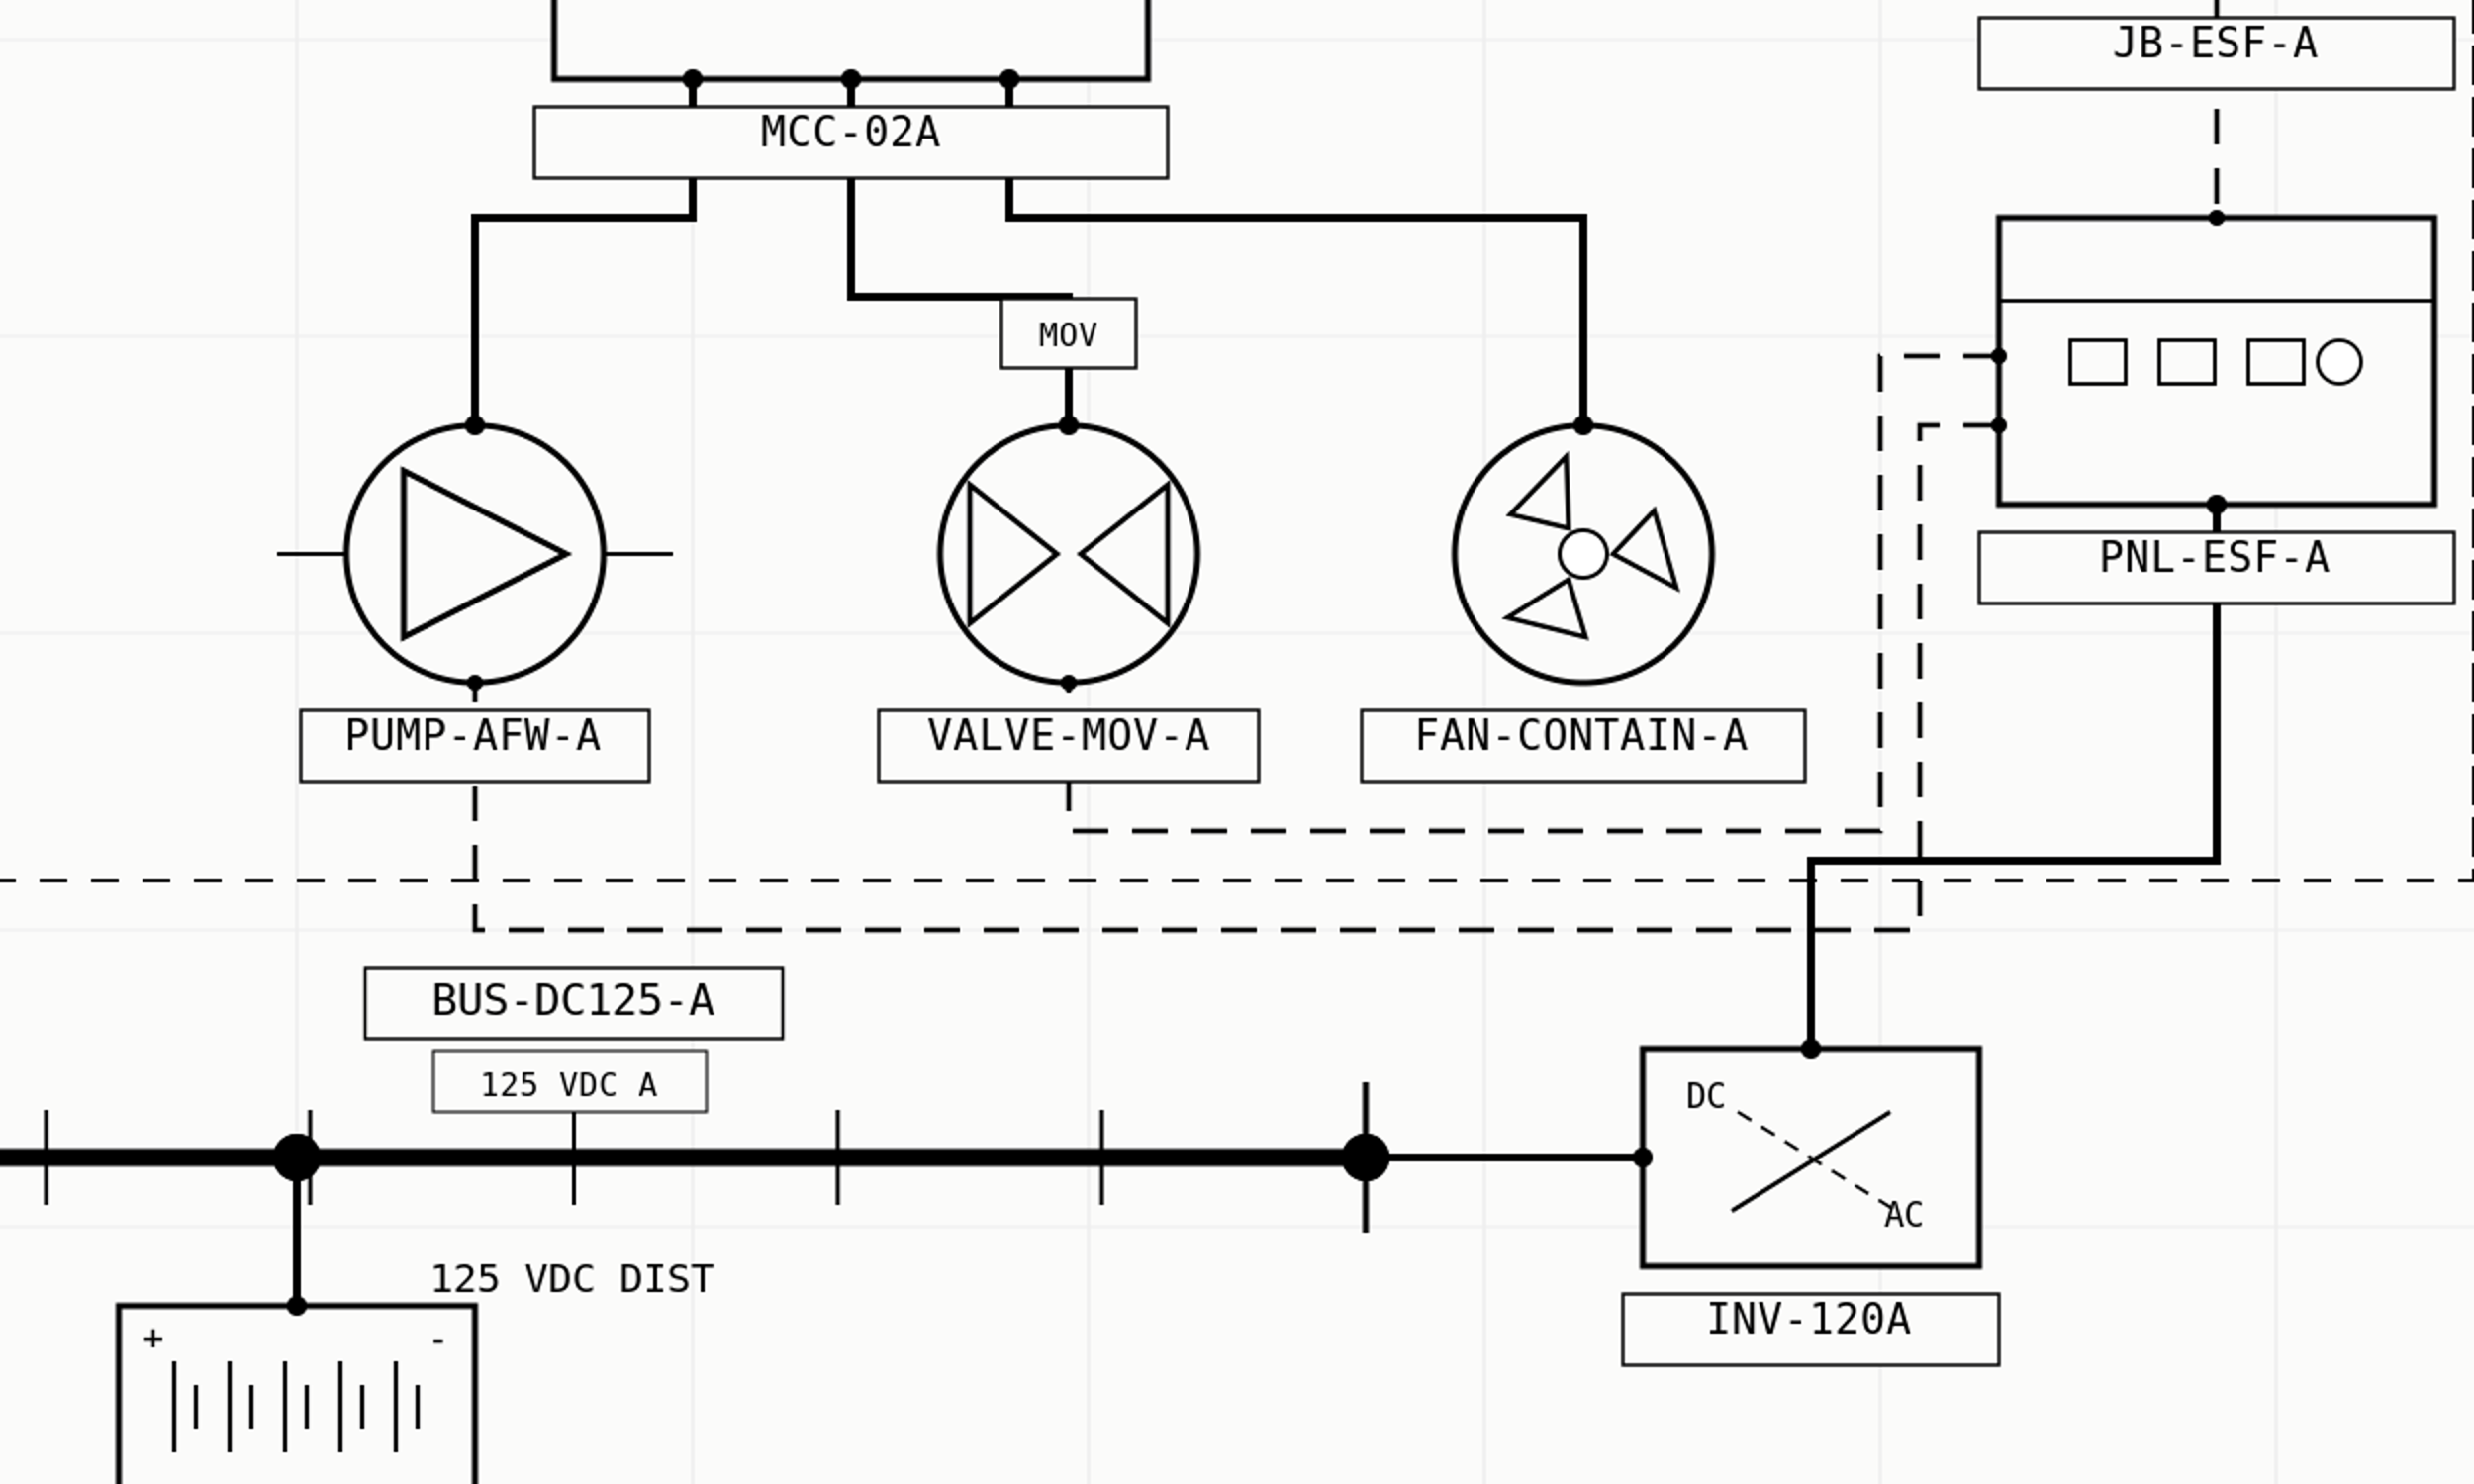 JB-ESF-A
MCC-02A
MOV
PNL-ESF-A
PUMP-AFW-A
VALVE-MOV-A
FAN-CONTAIN-A
BUS-DC125-A
125 VDC A
DC
AC
125 VDC DIST
INV-120A
+
-